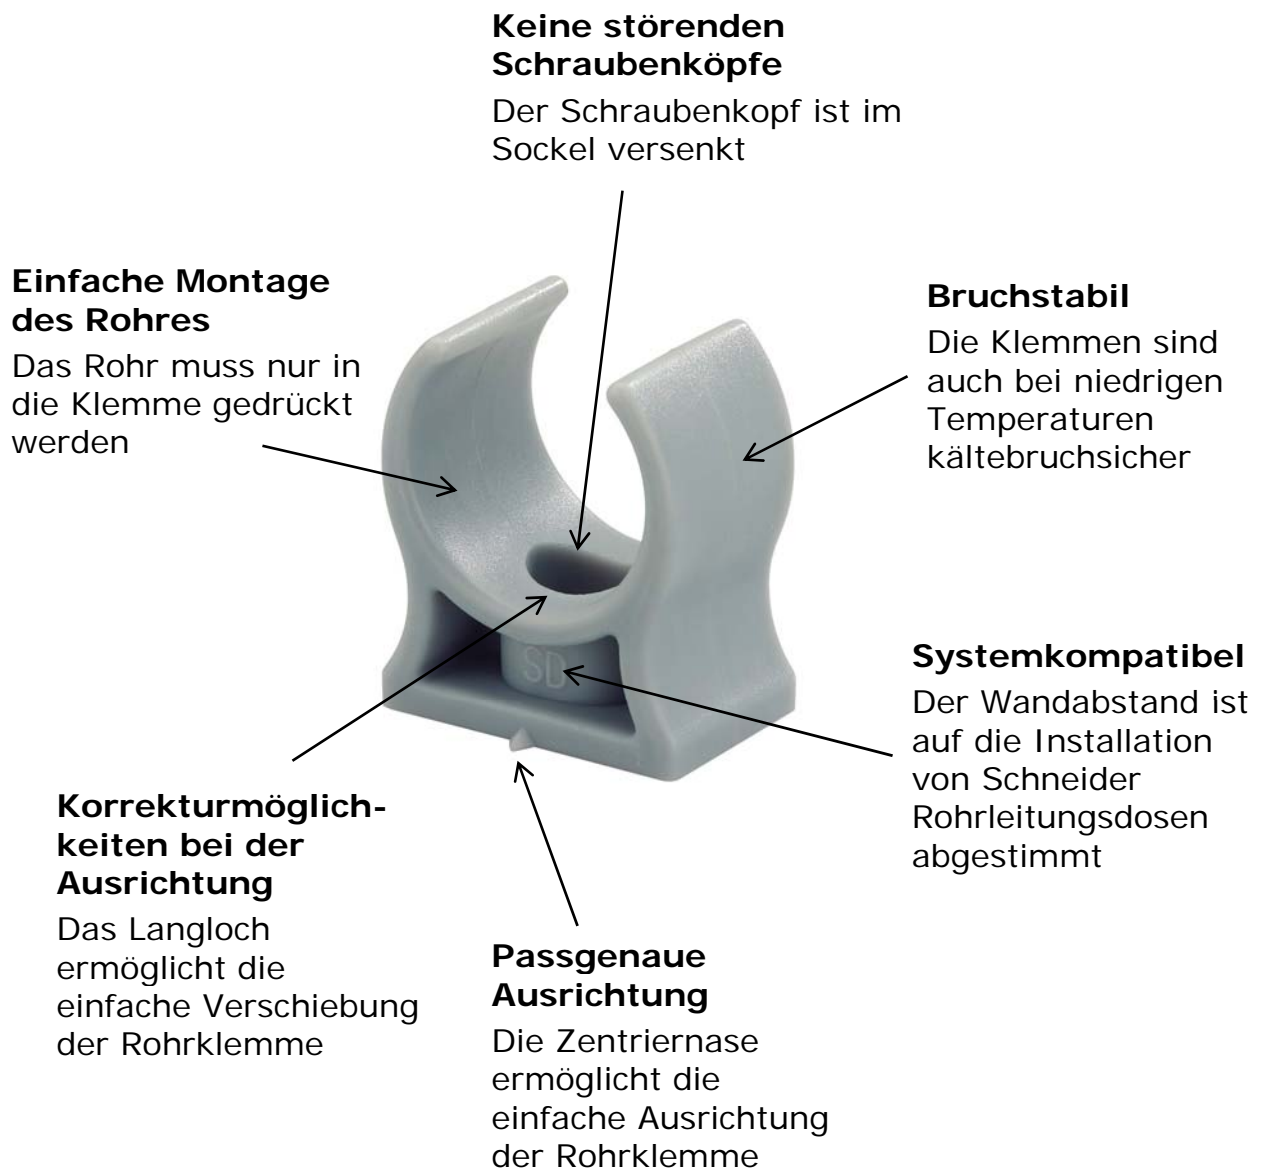 Keine störenden
Schraubenköpfe
Der Schraubenkopf ist im
Sockel versenkt
Einfache Montage
des Rohres
Das Rohr muss nur in
die Klemme gedrückt
werden
Bruchstabil
Die Klemmen sind
auch bei niedrigen
Temperaturen
kältebruchsicher
SD
Systemkompatibel
Der Wandabstand ist
auf die Installation
von Schneider
Rohrleitungsdosen
abgestimmt
Korrekturmöglich-
keiten bei der
Ausrichtung
Das Langloch
ermöglicht die
einfache Verschiebung
der Rohrklemme
Passgenaue
Ausrichtung
Die Zentriernase
ermöglicht die
einfache Ausrichtung
der Rohrklemme